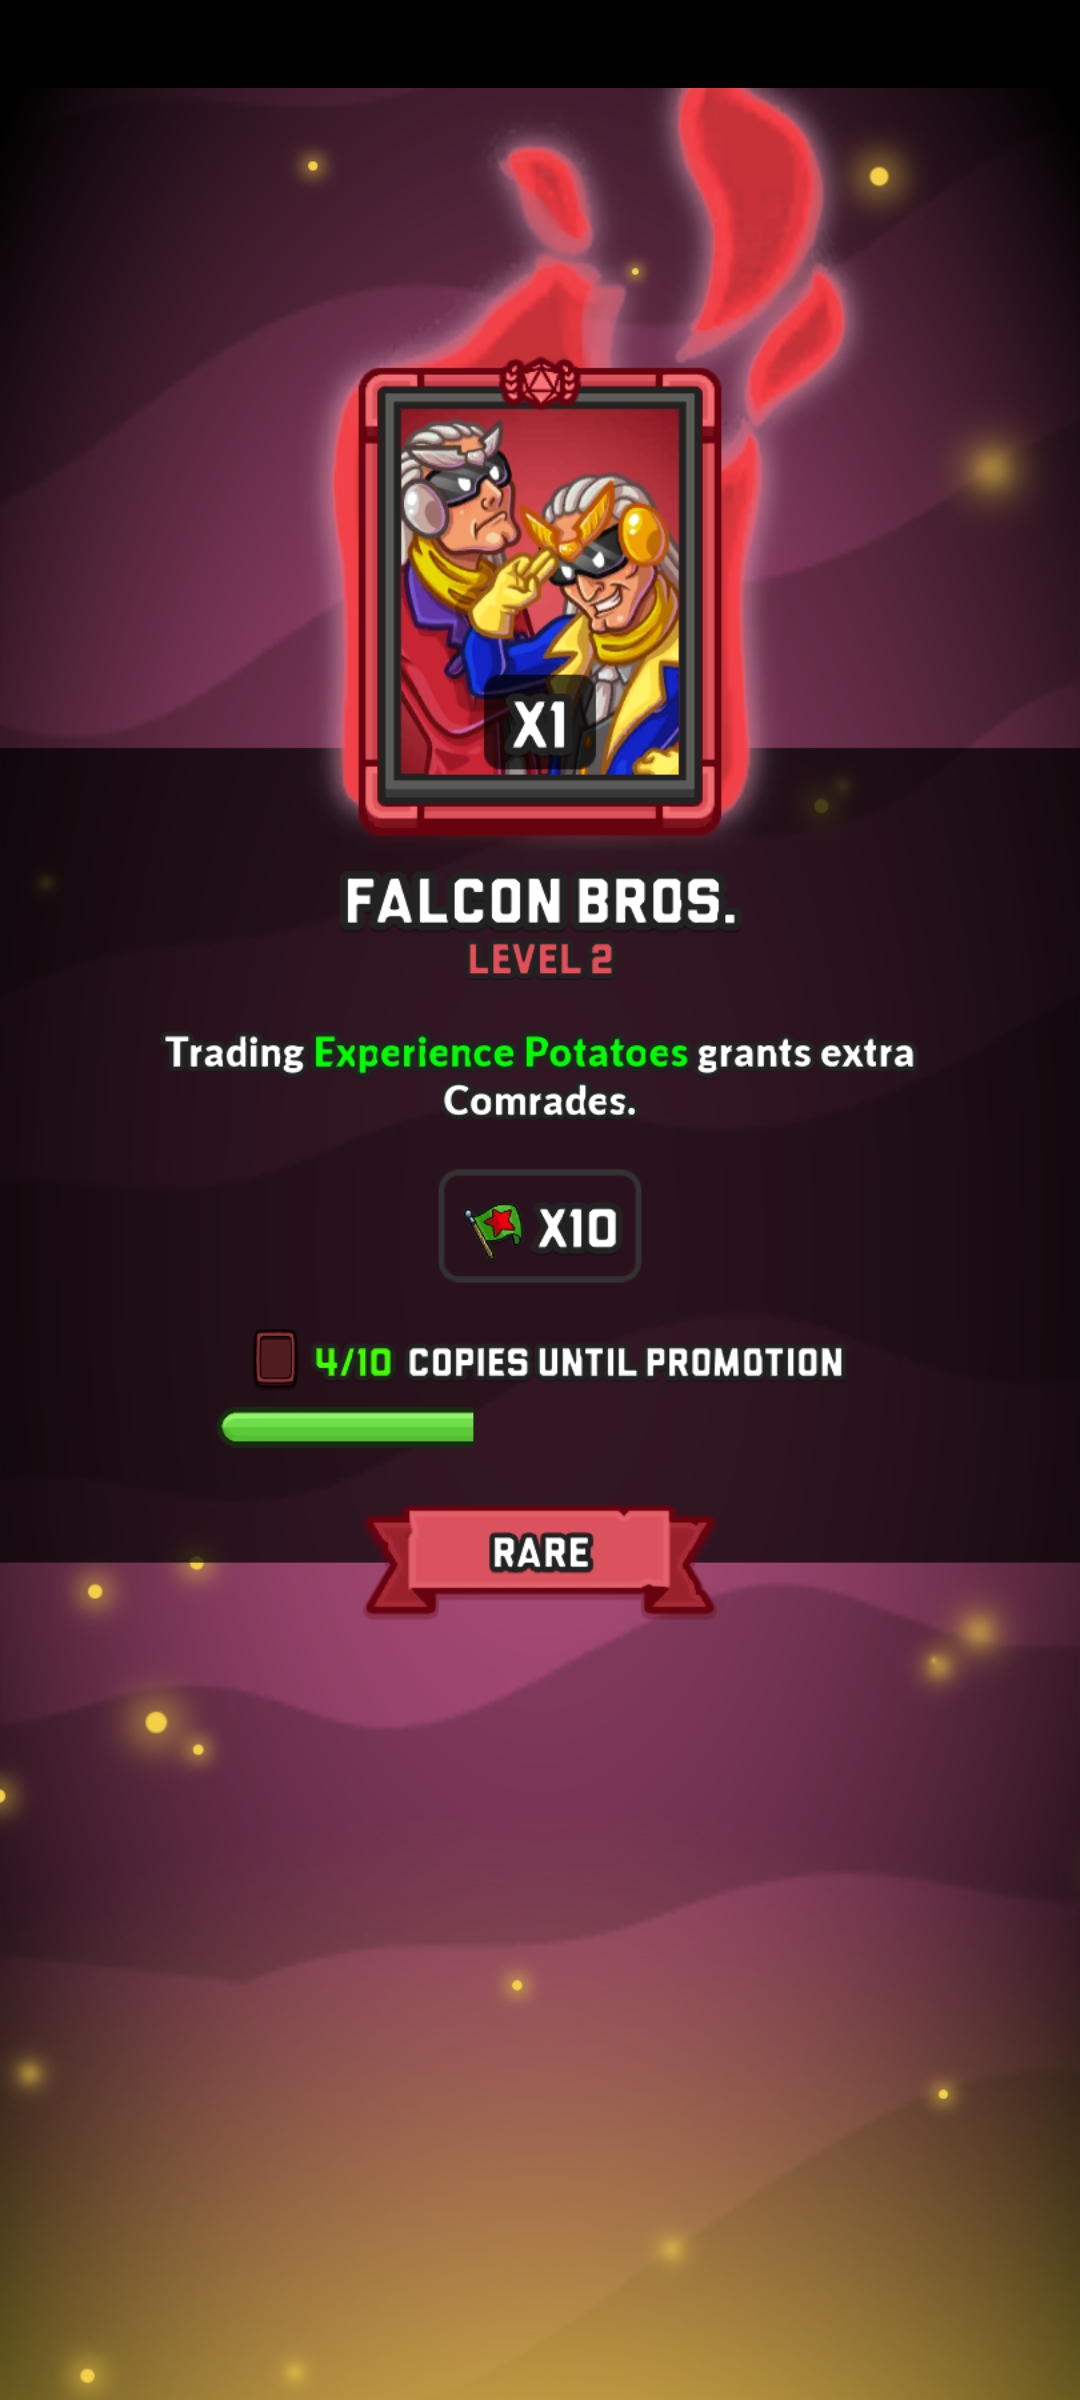 X1
FALCON BROS.
LEVEL 2
Trading Experience Potatoes grants extra
Comrades.
X10
4/10 COPIES UNTIL PROMOTION
RARE